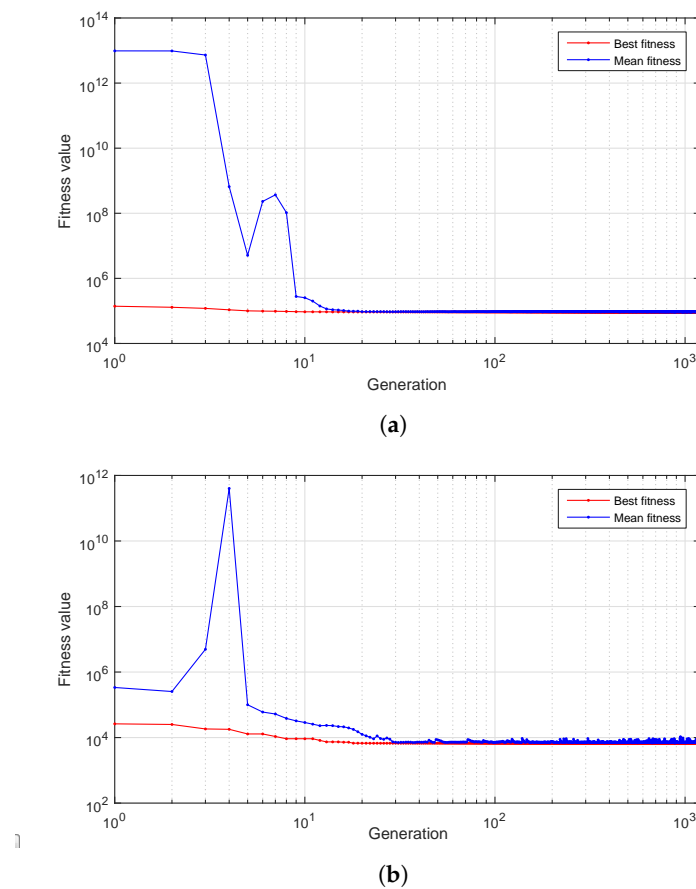 10^14
10^12
10^10
10^8
10^6
10^4
Fitness value
Best fitness
Mean fitness
10^0 10^1 10^2 10^3
Generation
(a)
10^12
10^10
10^8
10^6
10^4
10^2
Fitness value
Best fitness
Mean fitness
10^0 10^1 10^2 10^3
Generation
(b)